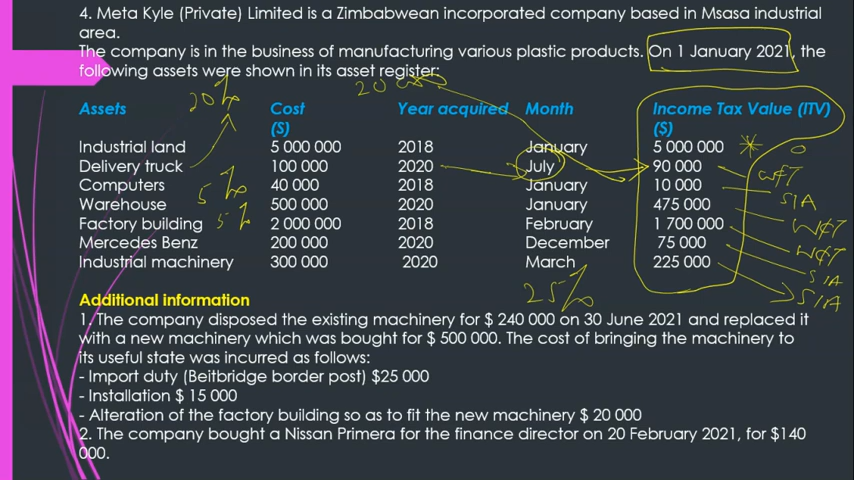 4. Meta Kyle (Private) Limited is a Zimbabwean incorporated company based in Msasa industrial
area.
The company is in the business of manufacturing various plastic products. On 1 January 2021, the
following assets were shown in its asset register:
20%
Assets Cost Year acquired Month Income Tax Value (ITV)
($) ($)
Industrial land 5 000 000 2018 January 5 000 000 * 0
Delivery truck 100 000 2020 July 90 000 W&T
Computers 5% 40 000 2018 January 10 000 SIA
Warehouse 500 000 2020 January 475 000 W&T
Factory building 5% 2 000 000 2018 February 1 700 000 W&T
Mercedes Benz 200 000 2020 December 75 000 SIA
Industrial machinery 300 000 2020 March 225 000 SIA
25%
Additional information
1. The company disposed the existing machinery for $ 240 000 on 30 June 2021 and replaced it
with a new machinery which was bought for $ 500 000. The cost of bringing the machinery to
its useful state was incurred as follows:
- Import duty (Beitbridge border post) $25 000
- Installation $ 15 000
- Alteration of the factory building so as to fit the new machinery $ 20 000
2. The company bought a Nissan Primera for the finance director on 20 February 2021, for $140
000.